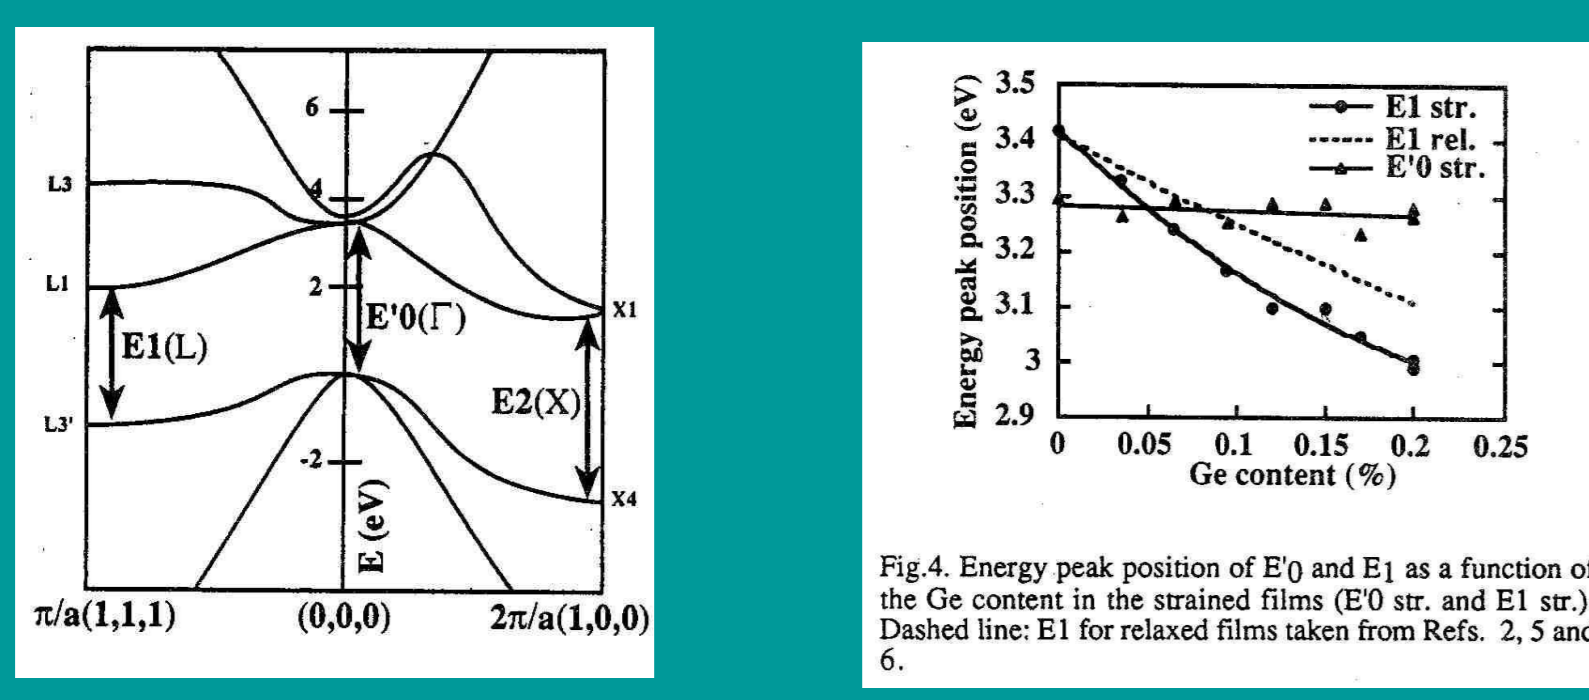 6
4
2
-2
E (eV)
L3
L1
L3'
X1
X4
E1(L)
E'0(Γ)
E2(X)
π/a(1,1,1)
(0,0,0)
2π/a(1,0,0)
Energy peak position (eV)
3.5
3.4
3.3
3.2
3.1
3
2.9
E1 str.
E1 rel.
E'0 str.
0 0.05 0.1 0.15 0.2 0.25
Ge content (%)
Fig.4. Energy peak position of E'0 and E1 as a function of
the Ge content in the strained films (E'0 str. and E1 str.)
Dashed line: E1 for relaxed films taken from Refs. 2, 5 and
6.